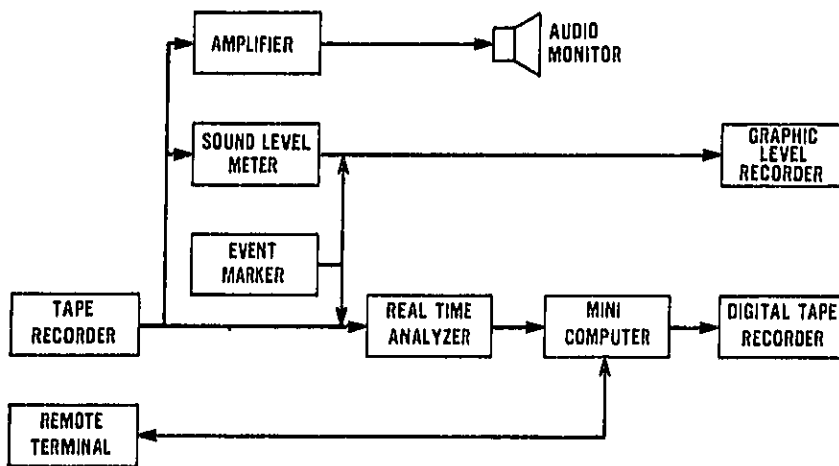 AMPLIFIER
AUDIO
MONITOR
SOUND LEVEL
METER
GRAPHIC
LEVEL
RECORDER
EVENT
MARKER
TAPE
RECORDER
REAL TIME
ANALYZER
MINI
COMPUTER
DIGITAL TAPE
RECORDER
REMOTE
TERMINAL